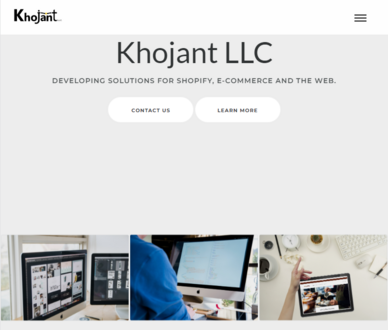 Khojant
Khojant LLC
DEVELOPING SOLUTIONS FOR SHOPIFY, E-COMMERCE AND THE WEB.
CONTACT US
LEARN MORE